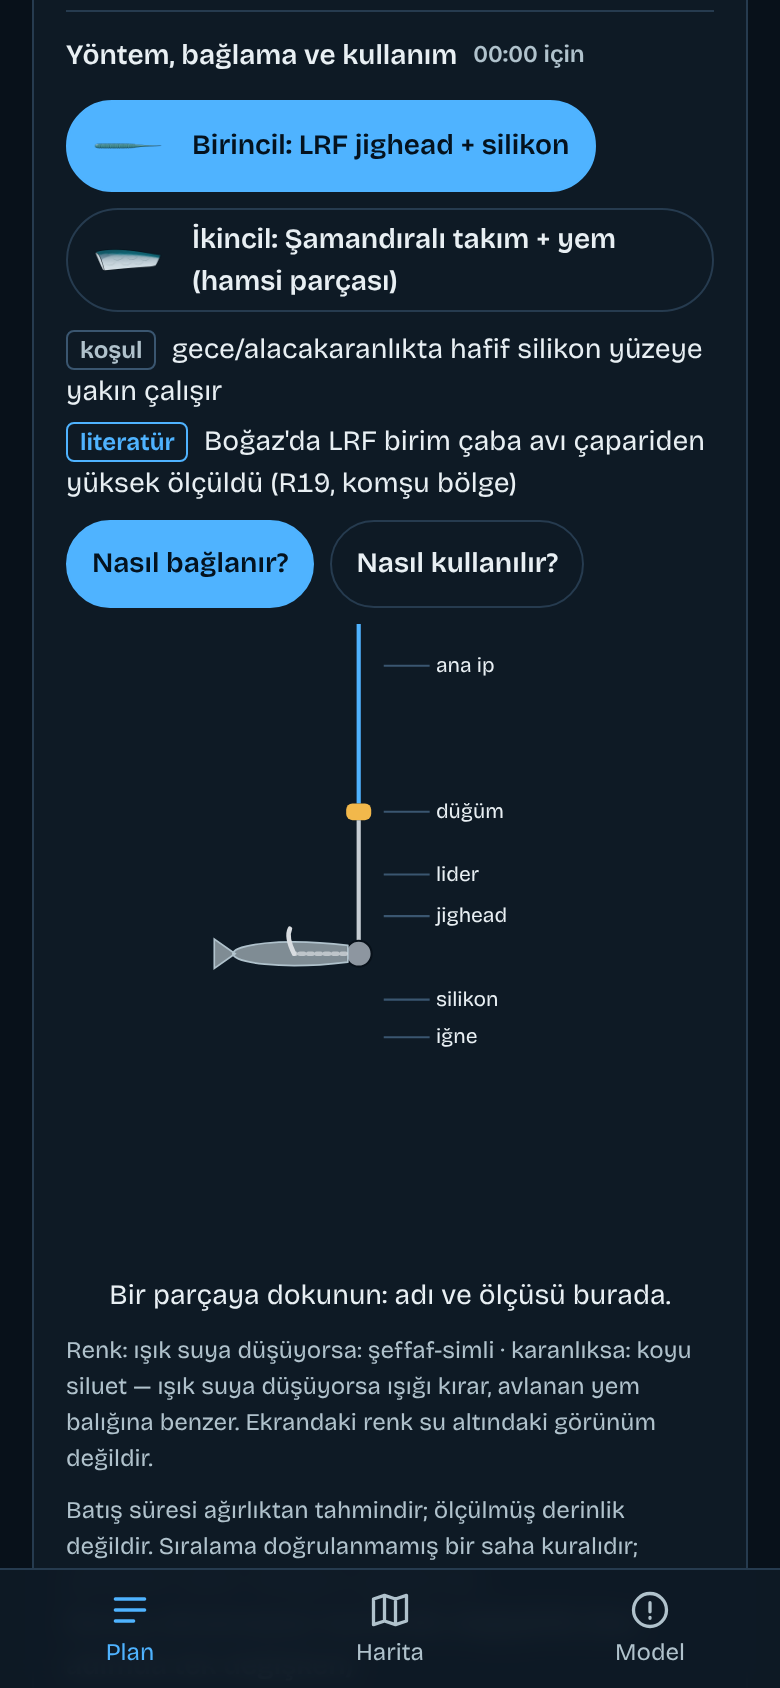 Yöntem, bağlama ve kullanım 00:00 için
Birincil: LRF jighead + silikon
İkincil: Şamandıralı takım + yem
(hamsi parçası)
koşul gece/alacakaranlıkta hafif silikon yüzeye
yakın çalışır
literatür Boğaz'da LRF birim çaba avı çapariden
yüksek ölçüldü (R19, komşu bölge)
Nasıl bağlanır? Nasıl kullanılır?
ana ip
düğüm
lider
jighead
silikon
iğne
Bir parçaya dokunun: adı ve ölçüsü burada.
Renk: ışık suya düşüyorsa: şeffaf-simli · karanlıksa: koyu
siluet — ışık suya düşüyorsa ışığı kırar, avlanan yem
balığına benzer. Ekrandaki renk su altındaki görünüm
değildir.
Batış süresi ağırlıktan tahmindir; ölçülmüş derinlik
değildir. Sıralama doğrulanmamış bir saha kuralıdır;
Plan Harita Model